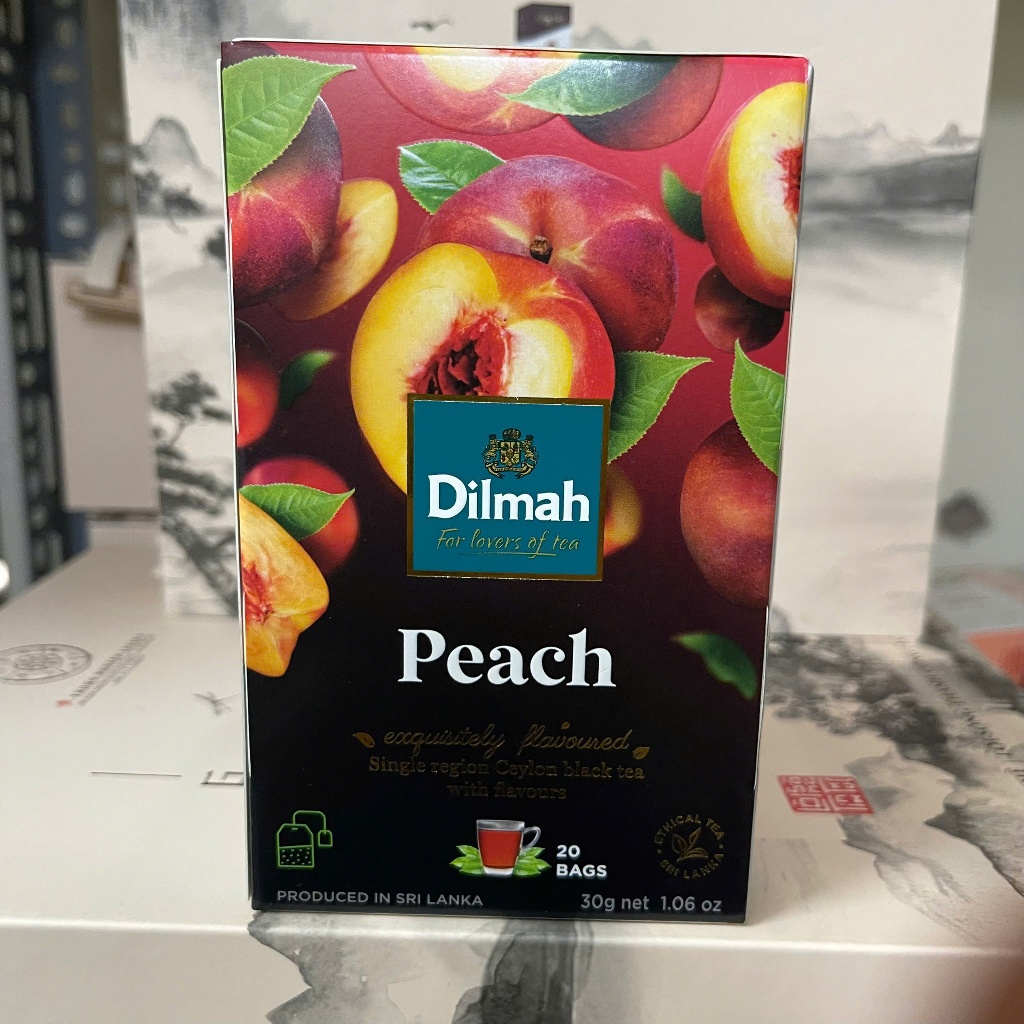 Dilmah
For lovers of tea
Peach
exquisitely flavoured
Single region Ceylon black tea
with flavours
20
BAGS
ETHICAL TEA
SRI LANKA
PRODUCED IN SRI LANKA
30g net 1.06 oz